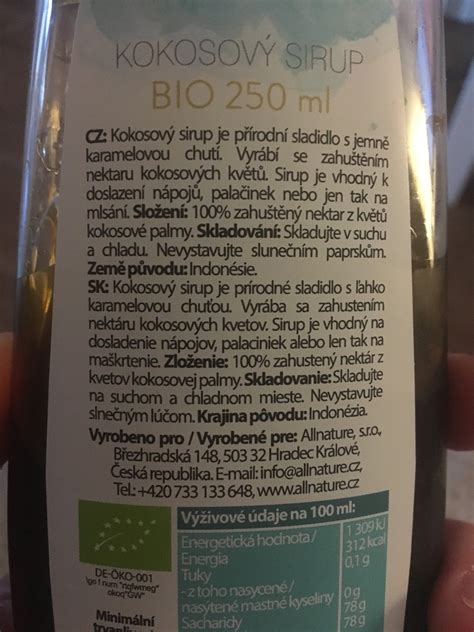 KOKOSOVÝ SIRUP
BIO 250 ml
CZ: Kokosový sirup je přírodní sladidlo s jemně
karamelovou chutí. Vyrábí se zahuštěním
nektaru kokosových květů. Sirup je vhodný k
doslazení nápojů, palačinek nebo jen tak na
mlsání. Složení: 100% zahuštěný nektar z květů
kokosové palmy. Skladování: Skladujte v suchu
a chladu. Nevystavujte slunečním paprskům.
Země původu: Indonésie.
SK: Kokosový sirup je prírodné sladidlo s ľahko
karamelovou chuťou. Vyrába sa zahustením
nektáru kokosových kvetov. Sirup je vhodný na
dosladenie nápojov, palaciniek alebo len tak na
maškrtenie. Zloženie: 100% zahustený nektár z
kvetov kokosovej palmy. Skladovanie: Skladujte
na suchom a chladnom mieste. Nevystavujte
slnečným lúčom. Krajina pôvodu: Indonézia.
Vyrobeno pro / Vyrobené pre: Allnature, s.r.o.,
Břežhradská 148, 503 32 Hradec Králové,
Česká republika. E-mail: info@allnature.cz,
Tel.: +420 733 133 648, www.allnature.cz
DE-ÖKO-001
Minimální
Výživové údaje na 100 ml:
Energetická hodnota / 1 309 kJ
Energia 312 kcal
Tuky 0,1 g
- z toho nasycené /
nasýtené mastné kyseliny 0 g
Sacharidy 78 g
78 g